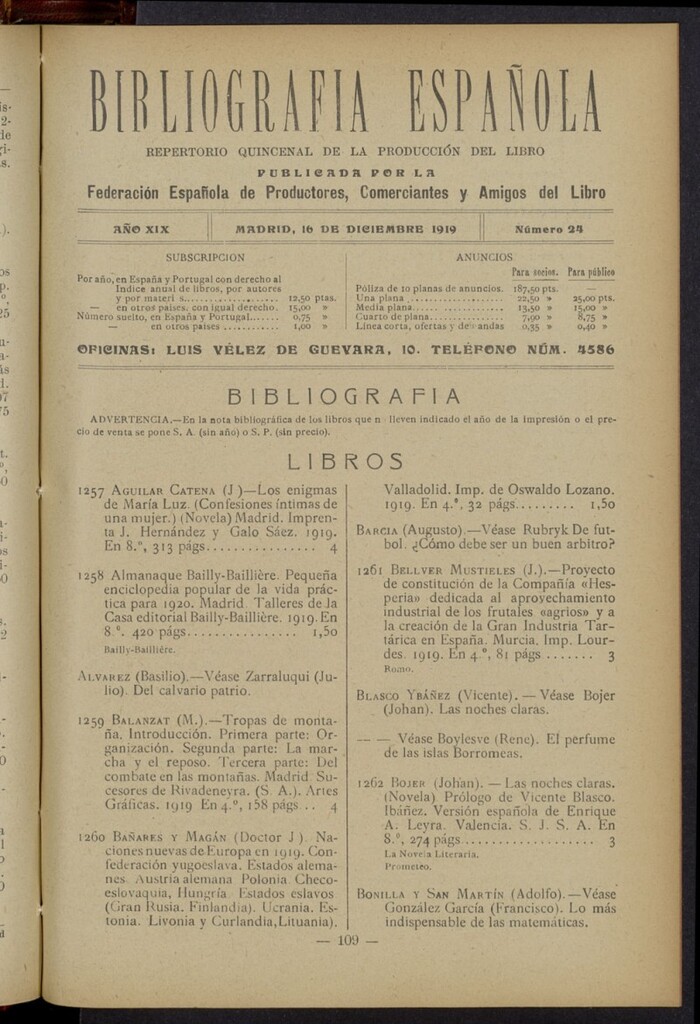 BIBLIOGRAFIA ESPAÑOLA
REPERTORIO QUINCENAL DE LA PRODUCCIÓN DEL LIBRO
PUBLICADA POR LA
Federación Española de Productores, Comerciantes y Amigos del Libro
AÑO XIX
MADRID, 16 DE DICIEMBRE 1919
Número 24
SUBSCRIPCION
Por año, en España y Portugal con derecho al
Indice anual de libros, por autores
y por materi s..................... 12,50 ptas.
— en otros países. con igual derecho. 15,00 »
Número suelto, en España y Portugal...... 0,75 »
— en otros países ............ 1,00 »
ANUNCIOS
Para socios. Para público
Póliza de 10 planas de anuncios. 187,50 pts. —
Una plana ..................... 22,50 » 25,00 pts.
Media plana.................... 13,50 » 15,00 »
Cuarto de plana................ 7,90 » 8,75 »
Línea corta, ofertas y de andas 0,35 » 0,40 »
OFICINAS: LUIS VÉLEZ DE GUEVARA, 10. TELÉFONO NÚM. 4586
BIBLIOGRAFIA
ADVERTENCIA.—En la nota bibliográfica de los libros que n lleven indicado el año de la impresión o el pre-
cio de venta se pone S. A. (sin año) o S. P. (sin precio).
LIBROS
1257 AGUILAR CATENA (J )—Los enigmas
de María Luz. (Confesiones íntimas de
una mujer.) (Novela) Madrid. Impren-
ta J. Hernández y Galo Sáez. 1919.
En 8.º, 313 págs............... 4
1258 Almanaque Bailly-Baillière. Pequeña
enciclopedia popular de la vida prác-
tica para 1920. Madrid. Talleres de la
Casa editorial Bailly-Baillière. 1919. En
8.º. 420 págs................ 1,50
Bailly-Baillière.
ALVAREZ (Basilio).—Véase Zarraluqui (Ju-
lio). Del calvario patrio.
1259 BALANZAT (M.).—Tropas de monta-
ña. Introducción. Primera parte: Or-
ganización. Segunda parte: La mar-
cha y el reposo. Tercera parte: Del
combate en las montañas. Madrid. Su-
cesores de Rivadeneyra. (S. A.). Artes
Gráficas. 1919 En 4.º, 158 págs . .. 4
1260 BAÑARES Y MAGÁN (Doctor J ). Na-
ciones nuevas de Europa en 1919. Con-
federación yugoeslava. Estados alema-
nes. Austria alemana Polonia Checo-
eslovaquia, Hungría. Estados eslavos
(Gran Rusia. Finlandia). Ucrania. Es-
tonia. Livonia y Curlandia, Lituania).
Valladolid. Imp. de Oswaldo Lozano.
1919. En 4.º, 32 págs......... 1,50
BARCIA (Augusto).—Véase Rubryk De fut-
bol. ¿Cómo debe ser un buen arbitro?
1261 BELLVER MUSTIELES (J.).—Proyecto
de constitución de la Compañía «Hes-
peria» dedicada al aprovechamiento
industrial de los frutales «agrios» y a
la creación de la Gran Industria Tar-
tárica en España. Murcia. Imp. Lour-
des. 1919. En 4.º, 81 págs ....... 3
Romo.
BLASCO YBÁÑEZ (Vicente). — Véase Bojer
(Johan). Las noches claras.
— — Véase Boylesve (Rene). El perfume
de las islas Borromeas.
1262 BOJER (Johan). — Las noches claras.
(Novela) Prólogo de Vicente Blasco.
Ibáñez. Versión española de Enrique
A. Leyra. Valencia. S. J. S. A. En
8.º, 274 págs................. 3
La Novela Literaria.
Prometeo.
BONILLA Y SAN MARTÍN (Adolfo).—Véase
González García (Francisco). Lo más
indispensable de las matemáticas.
— 109 —